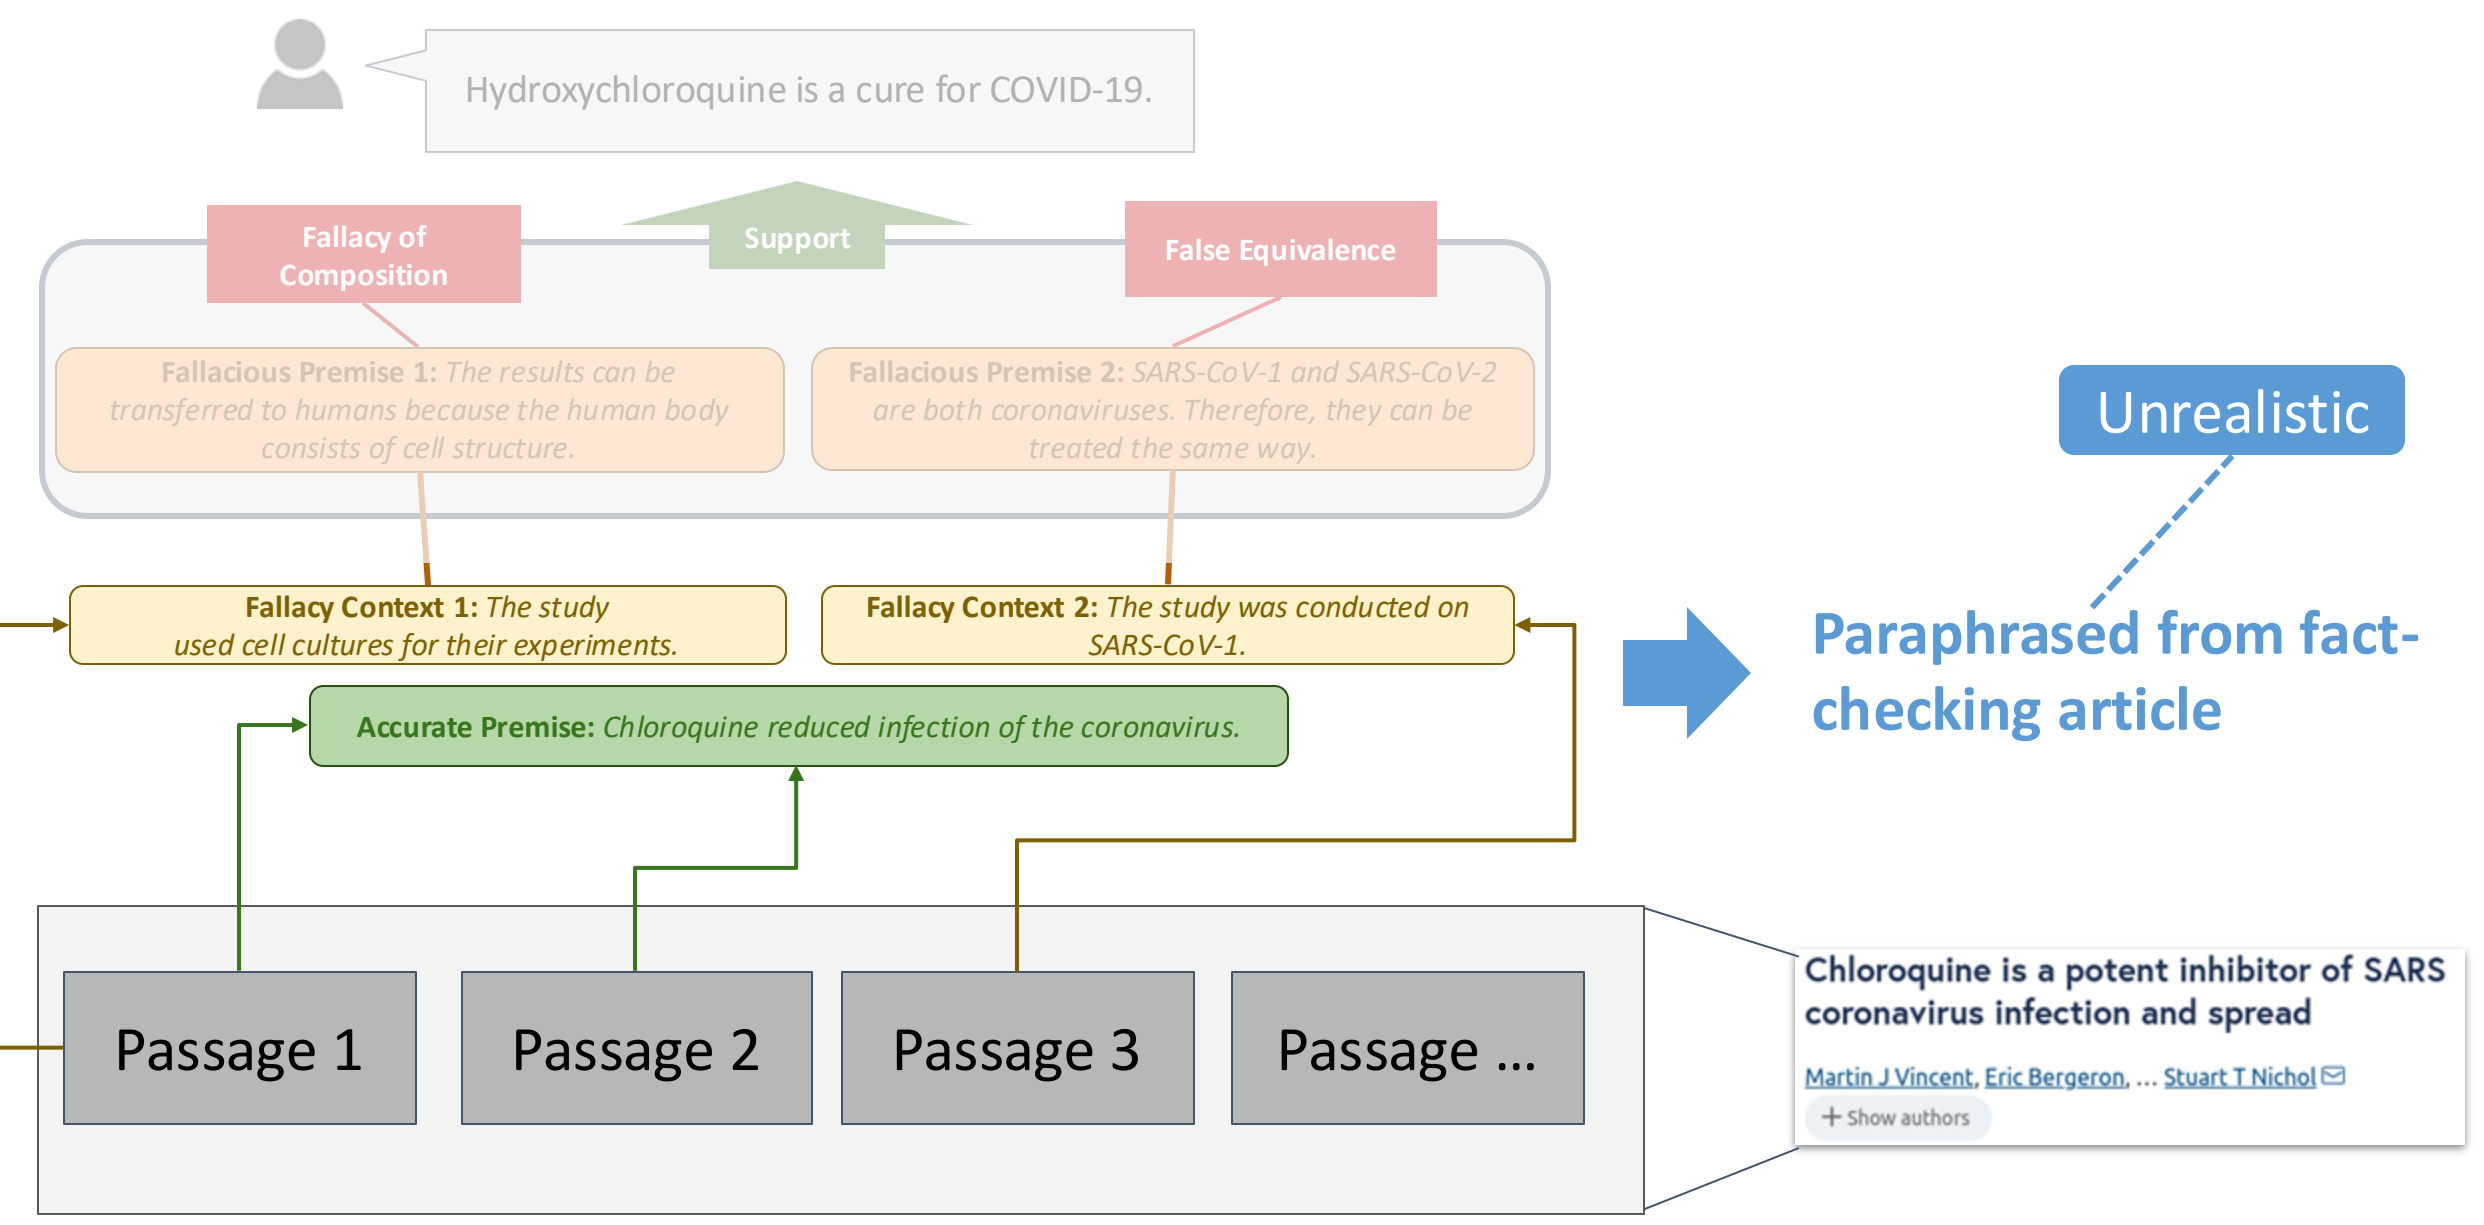 Hydroxychloroquine is a cure for COVID-19.
Fallacy of
Composition
Support
False Equivalence
Fallacious Premise 1: The results can be
transferred to humans because the human body
consists of cell structure.
Fallacious Premise 2: SARS-CoV-1 and SARS-CoV-2
are both coronaviruses. Therefore, they can be
treated the same way.
Unrealistic
Fallacy Context 1: The study
used cell cultures for their experiments.
Fallacy Context 2: The study was conducted on
SARS-CoV-1.
Paraphrased from fact-
checking article
Accurate Premise: Chloroquine reduced infection of the coronavirus.
Passage 1
Passage 2
Passage 3
Passage ...
Chloroquine is a potent inhibitor of SARS
coronavirus infection and spread
Martin J Vincent, Eric Bergeron, ... Stuart T Nichol
+ Show authors